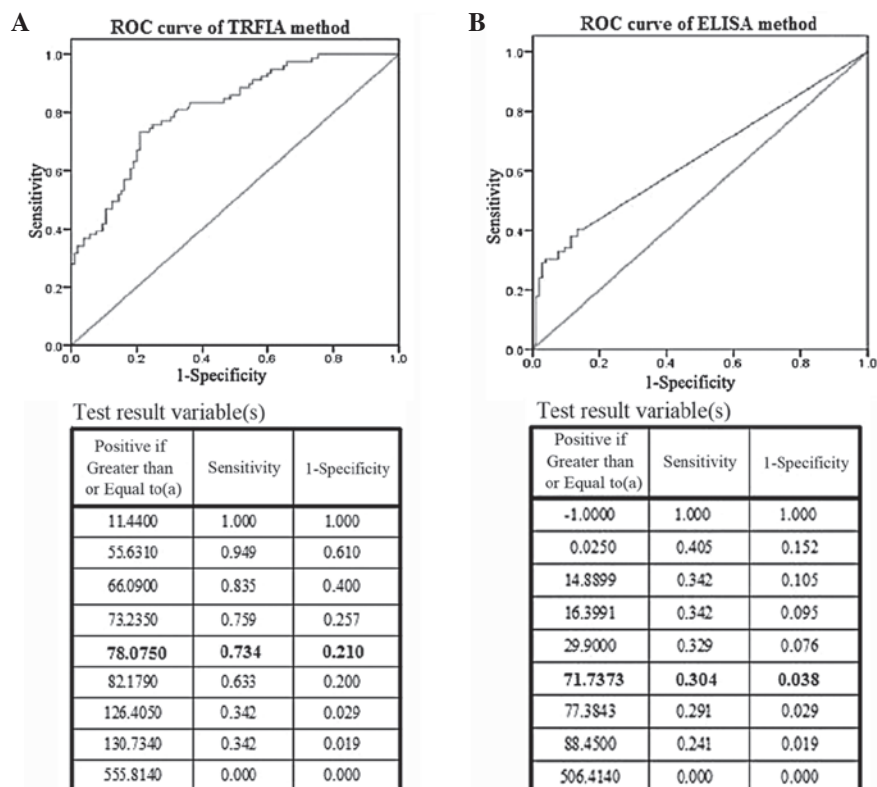 A
ROC curve of TRFIA method
1.0
0.8
0.6
0.4
0.2
0.0
Sensitivity
0.0 0.2 0.4 0.6 0.8 1.0
1-Specificity
Test result variable(s)
Positive if Greater than or Equal to(a) Sensitivity 1-Specificity
11.4400 1.000 1.000
55.6310 0.949 0.610
66.0900 0.835 0.400
73.2350 0.759 0.257
78.0750 0.734 0.210
82.1790 0.633 0.200
126.4050 0.342 0.029
130.7340 0.342 0.019
555.8140 0.000 0.000
B
ROC curve of ELISA method
1.0
0.8
0.6
0.4
0.2
0.0
Sensitivity
0.0 0.2 0.4 0.6 0.8 1.0
1-Specificity
Test result variable(s)
Positive if Greater than or Equal to(a) Sensitivity 1-Specificity
-1.0000 1.000 1.000
0.0250 0.405 0.152
14.8899 0.342 0.105
16.3991 0.342 0.095
29.9000 0.329 0.076
71.7373 0.304 0.038
77.3843 0.291 0.029
88.4500 0.241 0.019
506.4140 0.000 0.000